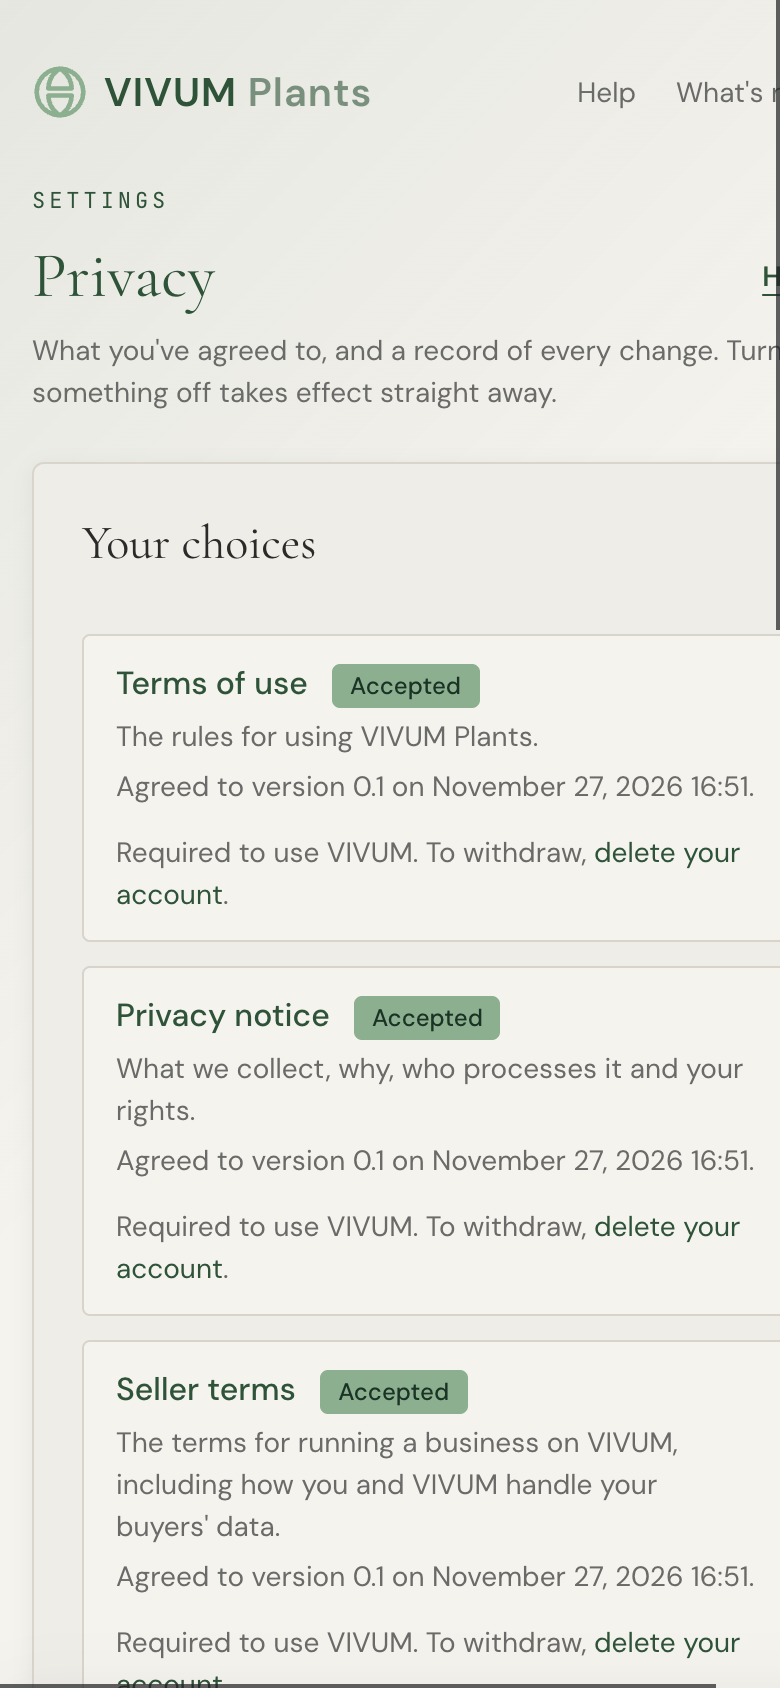 VIVUM Plants
Help What's
SETTINGS
Privacy
What you've agreed to, and a record of every change.
something off takes effect straight away.
Your choices
Terms of use Accepted
The rules for using VIVUM Plants.
Agreed to version 0.1 on November 27, 2026 16:51.
Required to use VIVUM. To withdraw, delete your
account.
Privacy notice Accepted
What we collect, why, who processes it and your
rights.
Agreed to version 0.1 on November 27, 2026 16:51.
Required to use VIVUM. To withdraw, delete your
account.
Seller terms Accepted
The terms for running a business on VIVUM,
including how you and VIVUM handle your
buyers' data.
Agreed to version 0.1 on November 27, 2026 16:51.
Required to use VIVUM. To withdraw, delete your
account